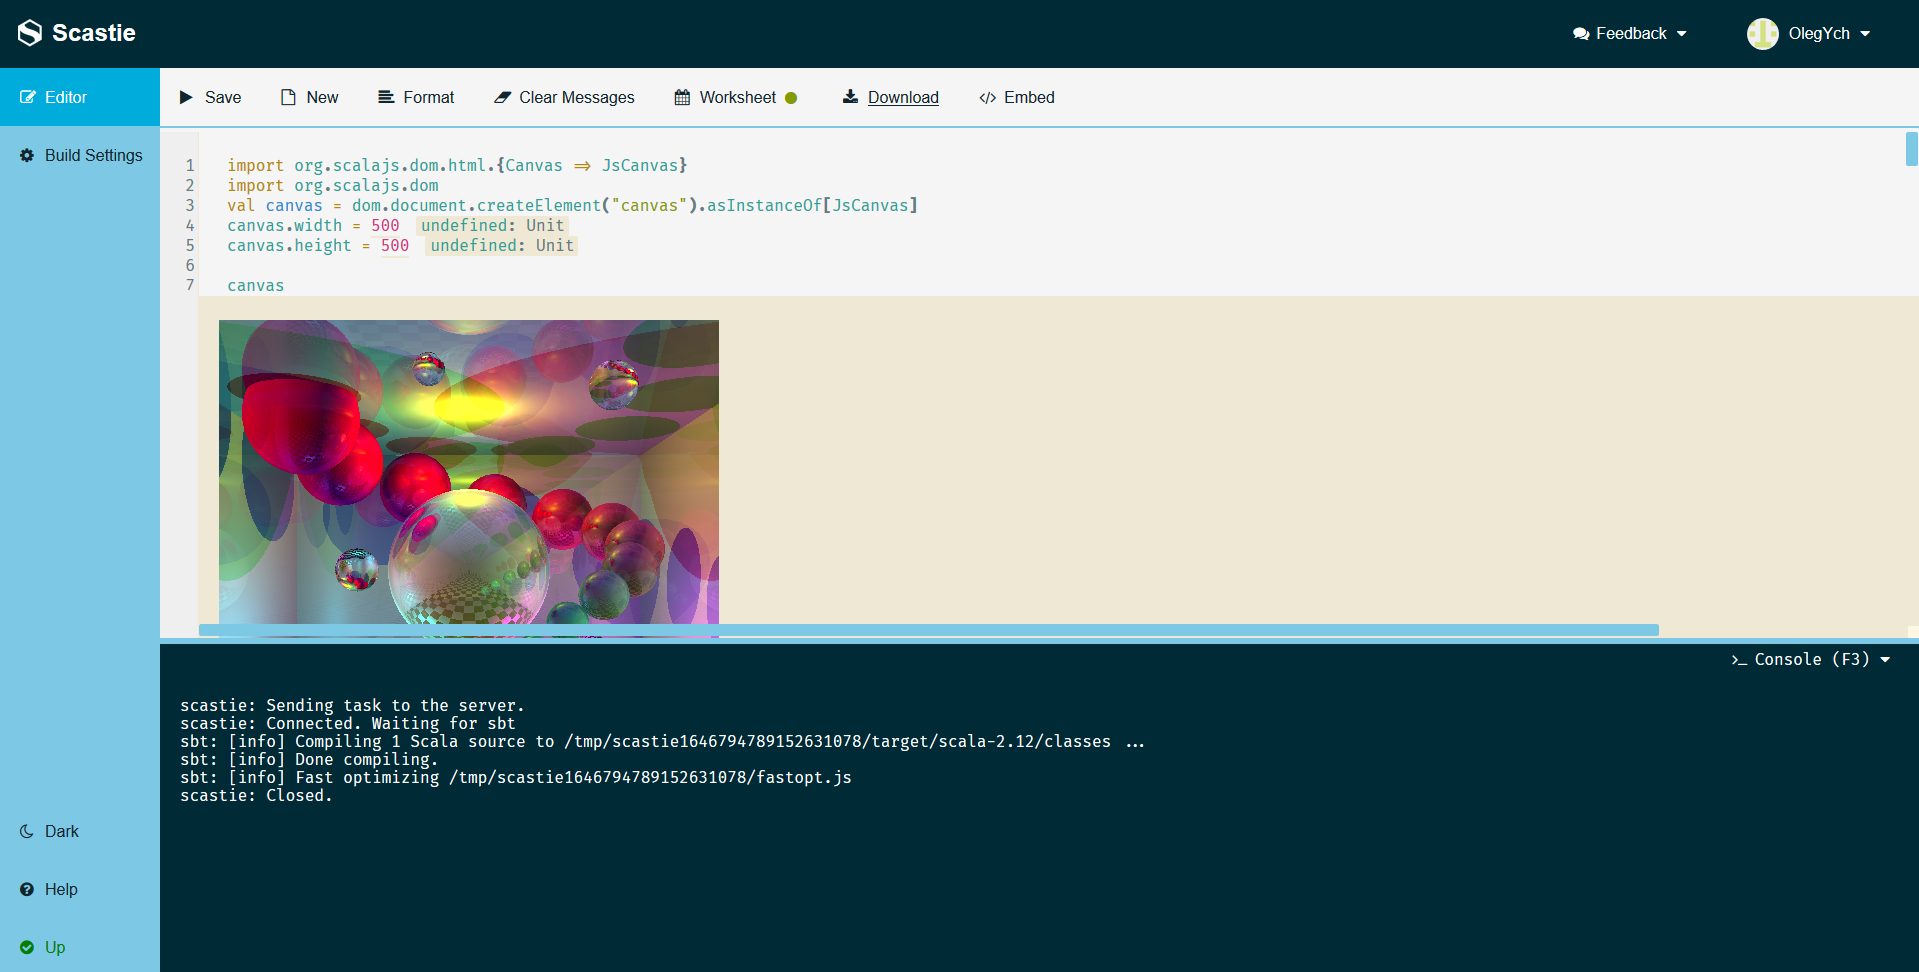 Scastie
Feedback
OlegYch
Editor
Save
New
Format
Clear Messages
Worksheet
Download
Embed
Build Settings
1 import org.scalajs.dom.html.{Canvas => JsCanvas}
2 import org.scalajs.dom
3 val canvas = dom.document.createElement("canvas").asInstanceOf[JsCanvas]
4 canvas.width = 500 undefined: Unit
5 canvas.height = 500 undefined: Unit
6
7 canvas
>_ Console (F3)
scastie: Sending task to the server.
scastie: Connected. Waiting for sbt
sbt: [info] Compiling 1 Scala source to /tmp/scastie1646794789152631078/target/scala-2.12/classes ...
sbt: [info] Done compiling.
sbt: [info] Fast optimizing /tmp/scastie1646794789152631078/fastopt.js
scastie: Closed.
Dark
Help
Up